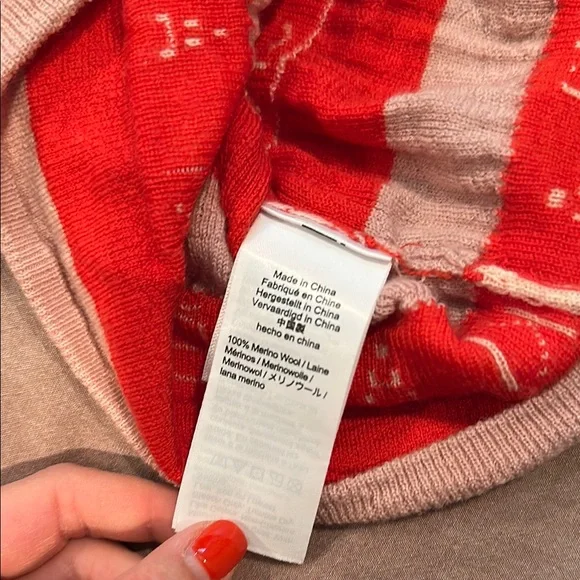 Made in China
Fabriqué en Chine
Hergestellt in China
Vervaardigd in China
中国製
hecho en china
100% Merino Wool / Laine
Mérinos / Merinowolle /
Merinowol / メリノウール /
lana merino